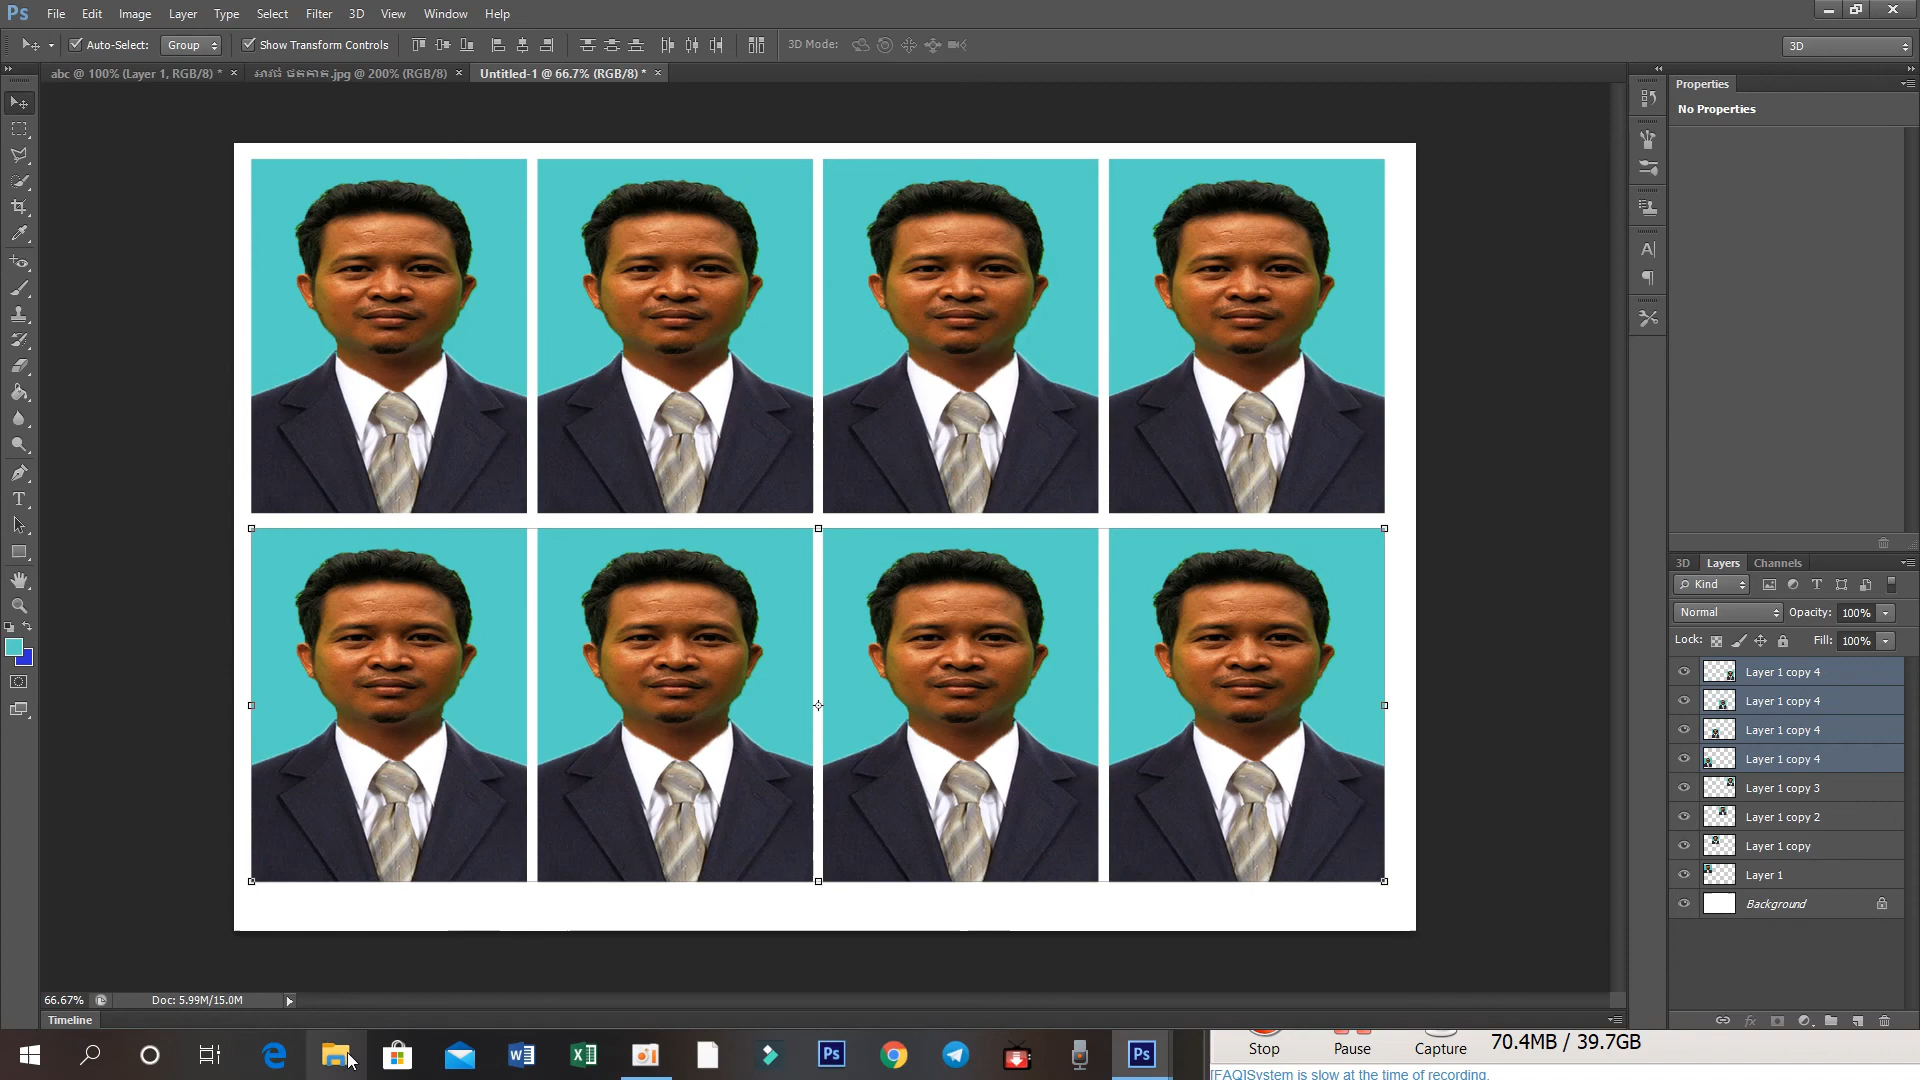 Ps File Edit Image Layer Type Select Filter 3D View Window Help
Auto-Select: Group Show Transform Controls 3D Mode: 3D
abc @ 100% (Layer 1, RGB/8) * × .jpg @ 200% (RGB/8) × Untitled-1 @ 66.7% (RGB/8) * ×
Properties
No Properties
3D Layers Channels
Kind
Normal Opacity: 100%
Lock: Fill: 100%
Layer 1 copy 4
Layer 1 copy 4
Layer 1 copy 4
Layer 1 copy 4
Layer 1 copy 3
Layer 1 copy 2
Layer 1 copy
Layer 1
Background
66.67% Doc: 5.99M/15.0M
Timeline
Stop Pause Capture 70.4MB / 39.7GB
[FAQ]System is slow at the time of recording.